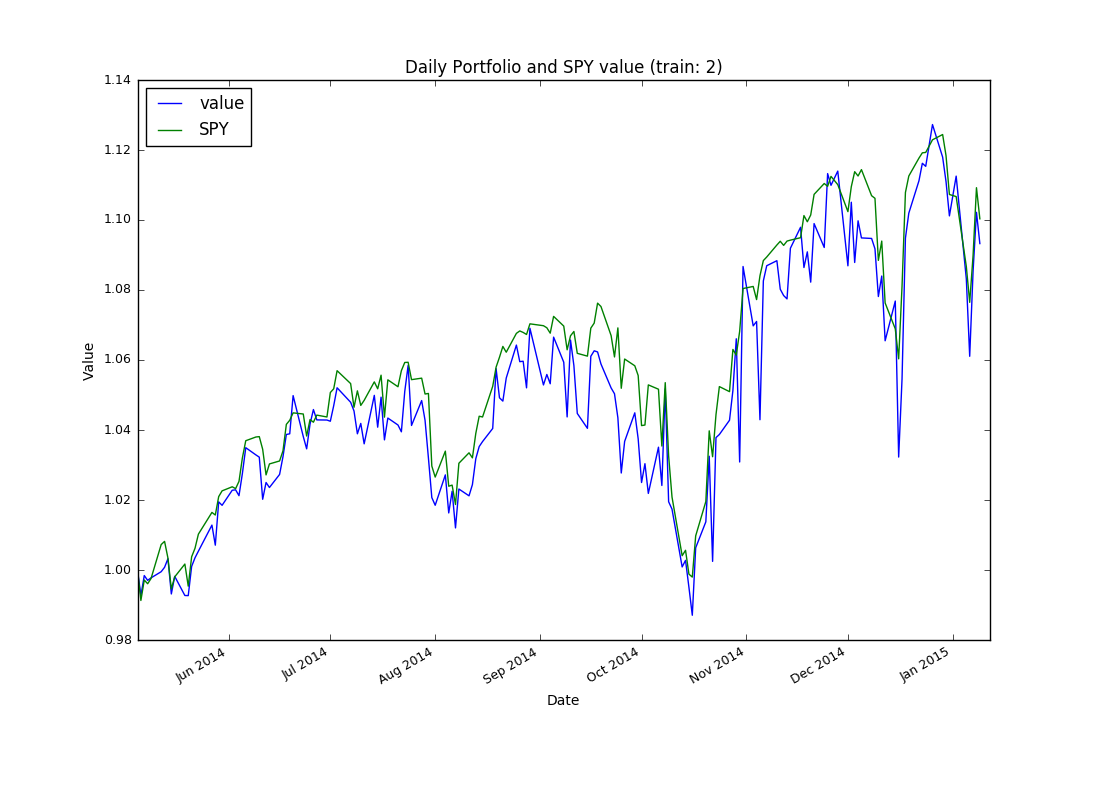 Daily Portfolio and SPY value (train: 2)
1.14
value
SPY
1.12
1.10
1.08
1.06
Value
1.04
1.02
1.00
0.98
Jun 2014
Jul 2014
Aug 2014
Sep 2014
Oct 2014
Nov 2014
Dec 2014
Jan 2015
Date